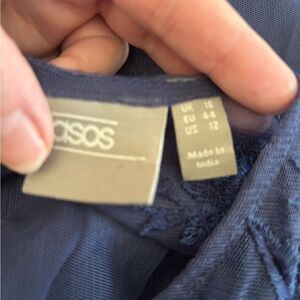 asos
UK 16
EU 44
US 12
Made in
India